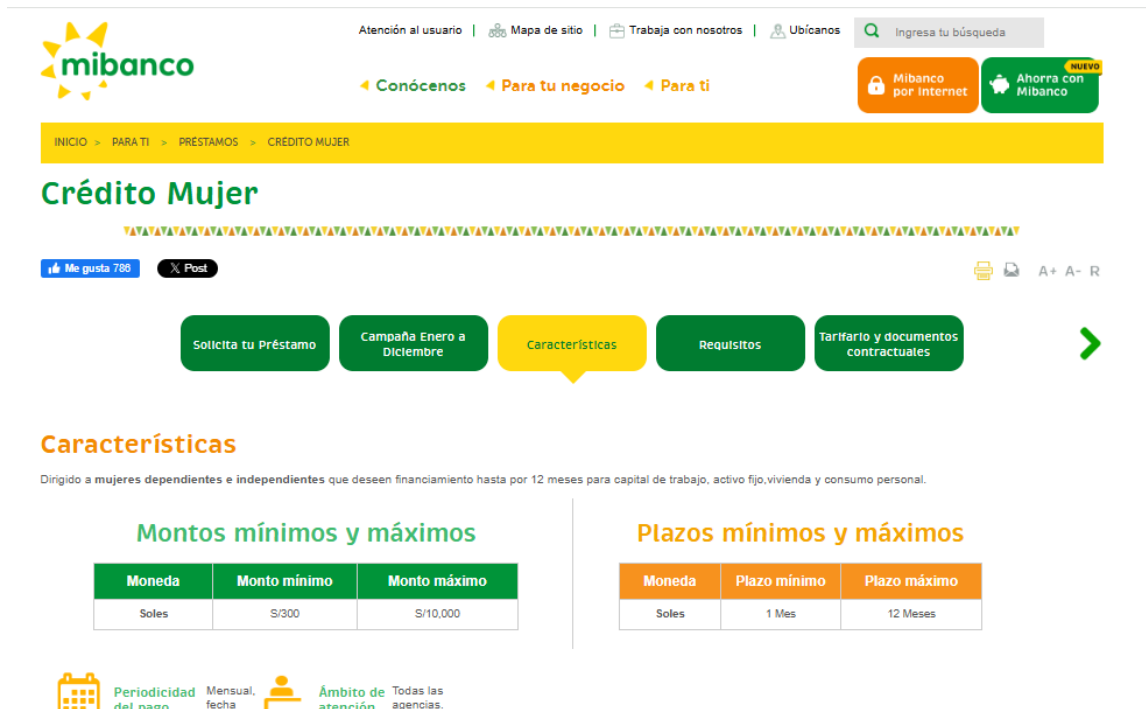 Atención al usuario | Mapa de sitio | Trabaja con nosotros | Ubícanos
Ingresa tu búsqueda
mibanco
Conócenos Para tu negocio Para ti
Mibanco
por Internet
NUEVO
Ahorra con
Mibanco
INICIO > PARA TI > PRÉSTAMOS > CRÉDITO MUJER
Crédito Mujer
Me gusta 786
X Post
A+ A- R
Solicita tu Préstamo
Campaña Enero a
Diciembre
Características
Requisitos
Tarifario y documentos
contractuales
Características
Dirigido a mujeres dependientes e independientes que deseen financiamiento hasta por 12 meses para capital de trabajo, activo fijo,vivienda y consumo personal.
Montos mínimos y máximos
Moneda Monto mínimo Monto máximo
Soles S/300 S/10,000
Plazos mínimos y máximos
Moneda Plazo mínimo Plazo máximo
Soles 1 Mes 12 Meses
Periodicidad
del pago
Mensual,
fecha
Ámbito de
atención
Todas las
agencias.